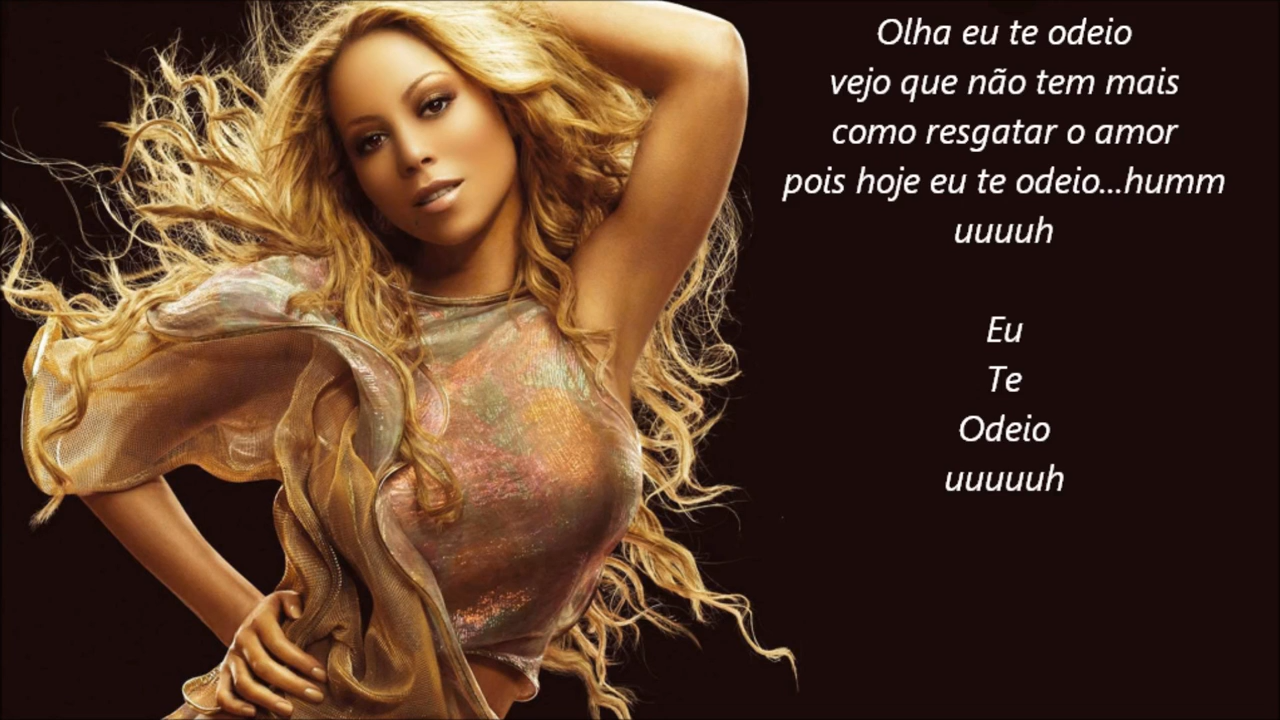 Olha eu te odeio
vejo que não tem mais
como resgatar o amor
pois hoje eu te odeio...humm
uuuuh
Eu
Te
Odeio
uuuuuh